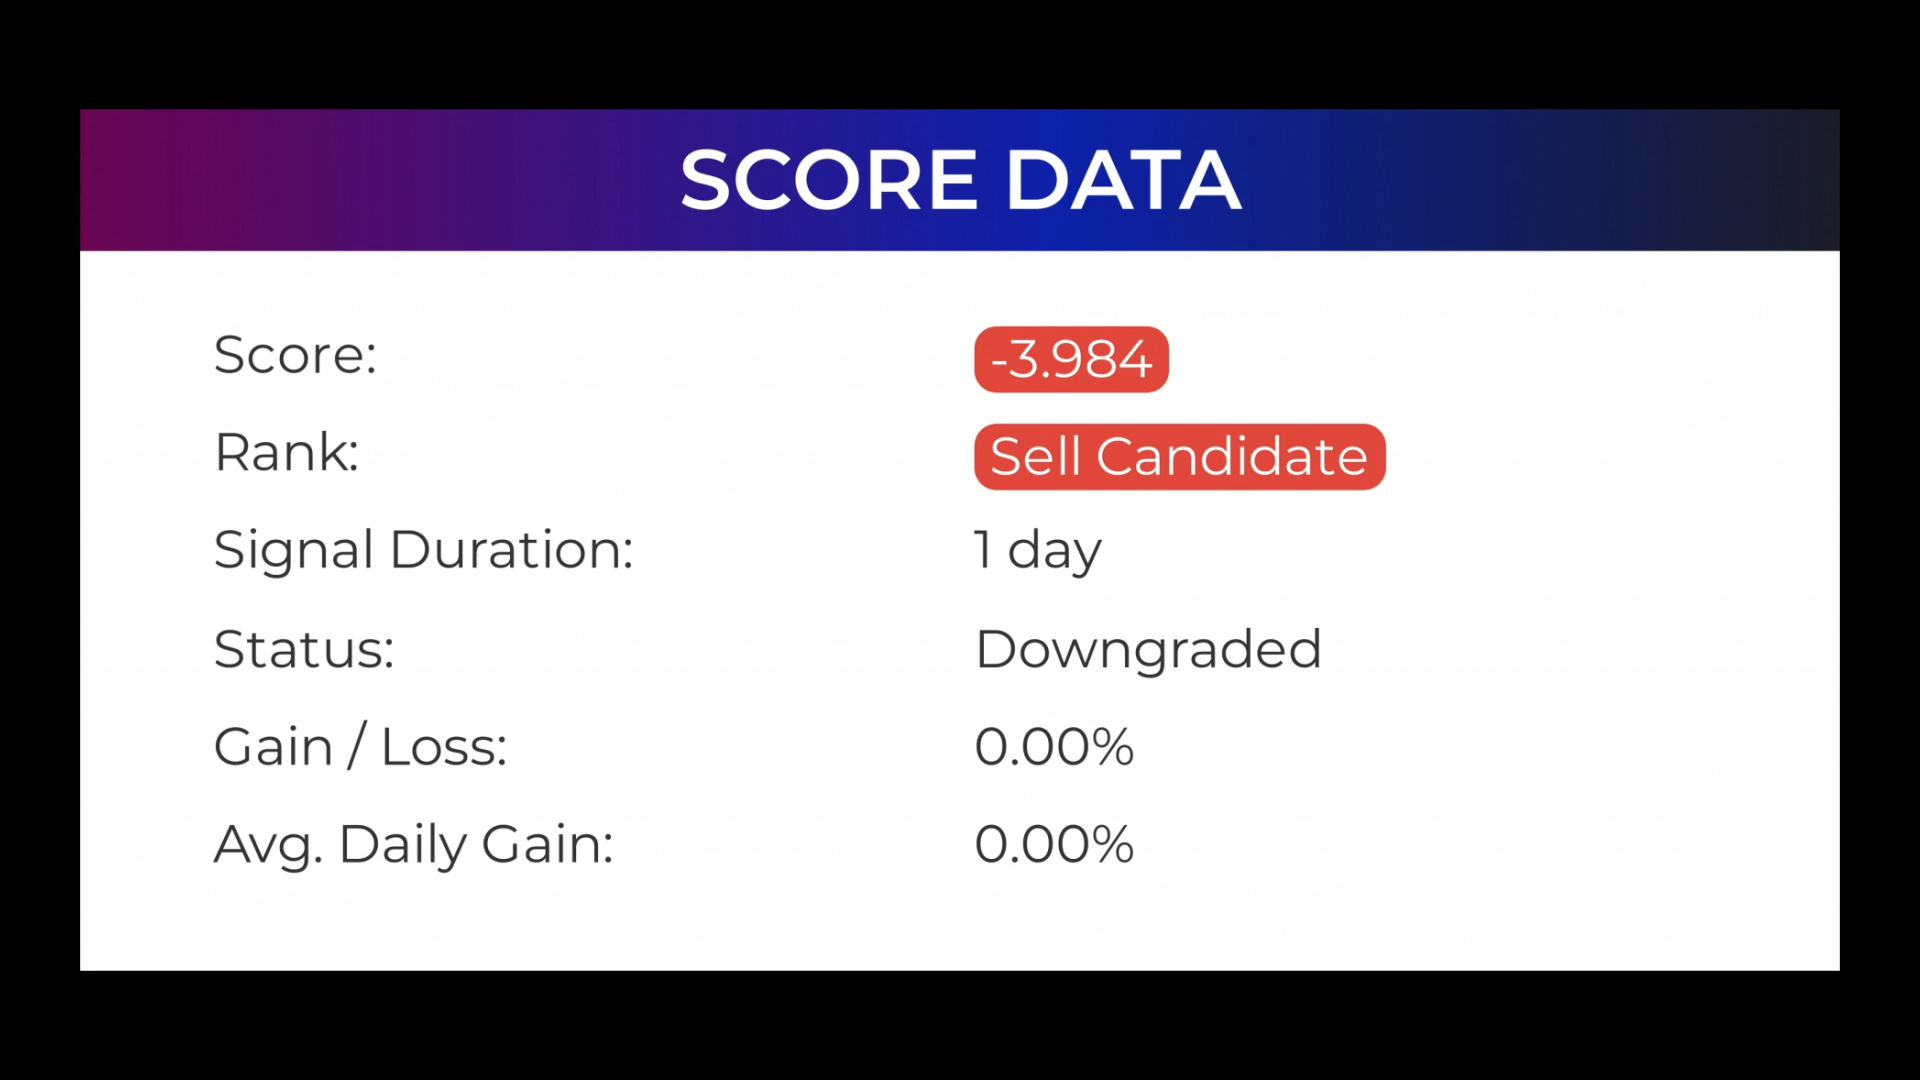 SCORE DATA
Score: -3.984
Rank: Sell Candidate
Signal Duration: 1 day
Status: Downgraded
Gain / Loss: 0.00%
Avg. Daily Gain: 0.00%